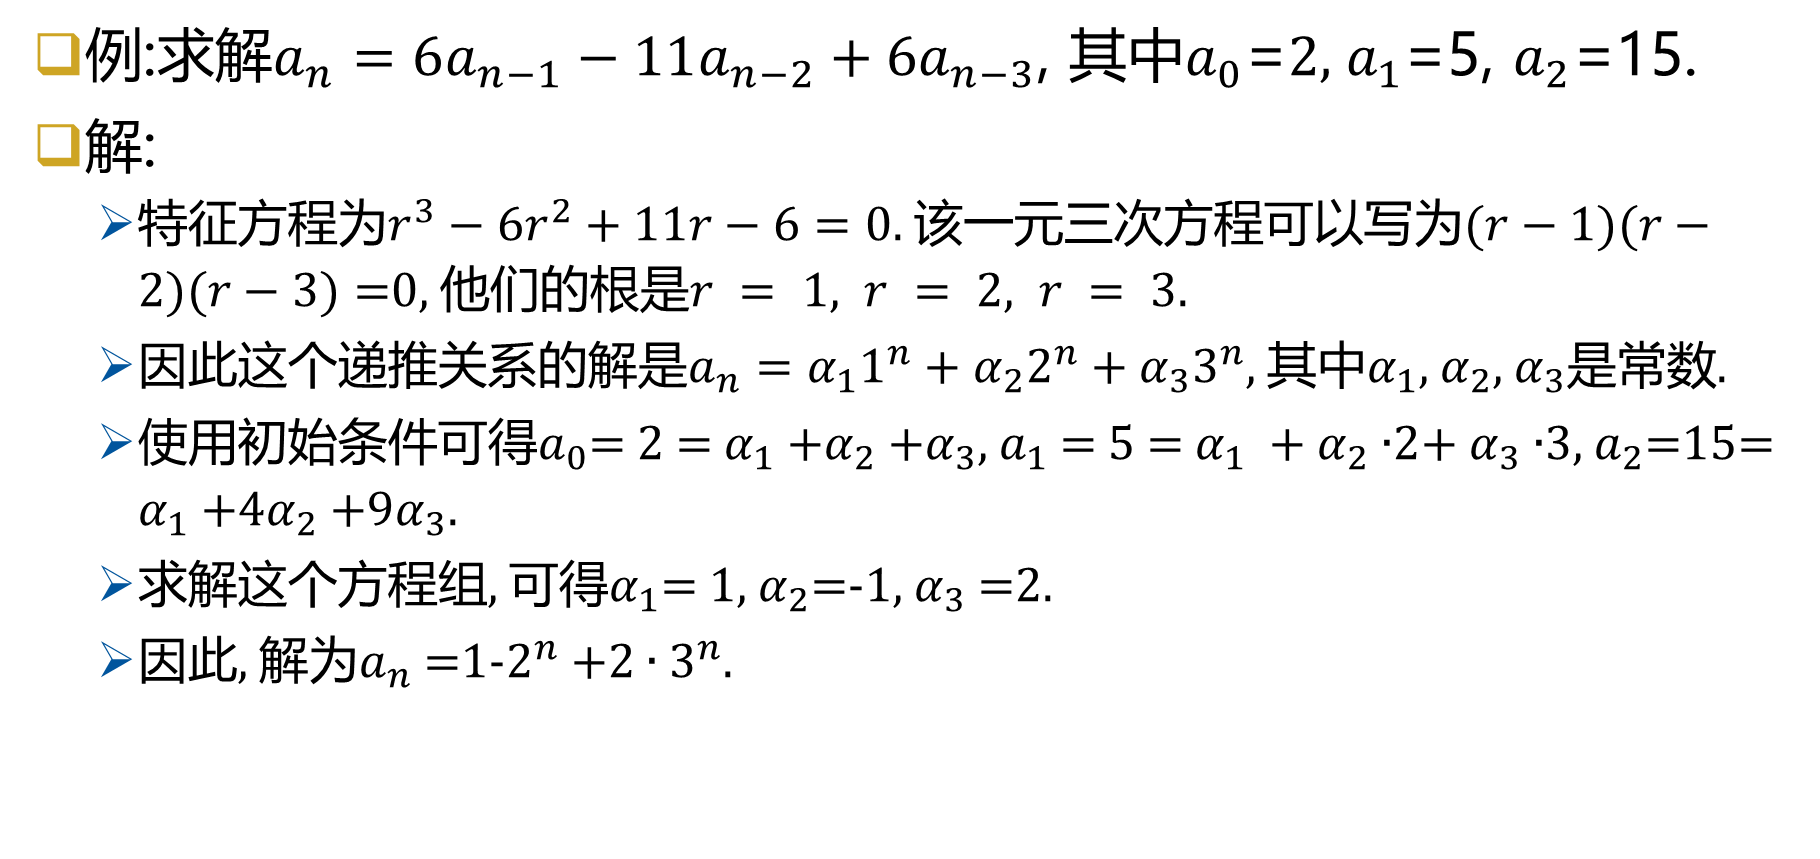 例:求解𝑎ₙ = 6𝑎ₙ₋₁ − 11𝑎ₙ₋₂ + 6𝑎ₙ₋₃, 其中𝑎₀=2, 𝑎₁=5, 𝑎₂=15.
解:
特征方程为𝑟³ − 6𝑟² + 11𝑟 − 6 = 0. 该一元三次方程可以写为(𝑟 − 1)(𝑟 −
2)(𝑟 − 3) =0, 他们的根是𝑟 = 1, 𝑟 = 2, 𝑟 = 3.
因此这个递推关系的解是𝑎ₙ = 𝛼₁1ⁿ + 𝛼₂2ⁿ + 𝛼₃3ⁿ, 其中𝛼₁, 𝛼₂, 𝛼₃是常数.
使用初始条件可得𝑎₀= 2 = 𝛼₁ +𝛼₂ +𝛼₃, 𝑎₁ = 5 = 𝛼₁ + 𝛼₂ ·2+ 𝛼₃ ·3, 𝑎₂=15=
𝛼₁ +4𝛼₂ +9𝛼₃.
求解这个方程组, 可得𝛼₁= 1, 𝛼₂=-1, 𝛼₃ =2.
因此, 解为𝑎ₙ =1-2ⁿ +2 · 3ⁿ.